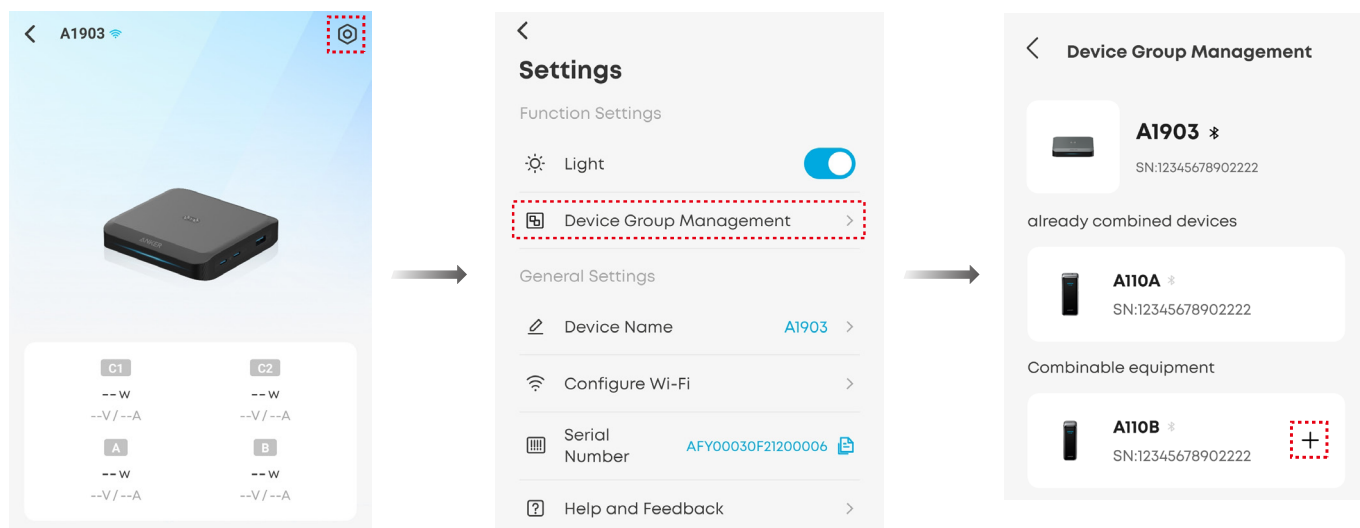 A1903
ANKER
C1
C2
-- W
-- W
--V / --A
--V / --A
A
B
-- W
-- W
--V / --A
--V / --A
Settings
Function Settings
Light
Device Group Management
General Settings
Device Name A1903
Configure Wi-Fi
Serial
Number
AFY00030F21200006
Help and Feedback
Device Group Management
A1903
SN:12345678902222
already combined devices
A110A
SN:12345678902222
Combinable equipment
A110B
SN:12345678902222